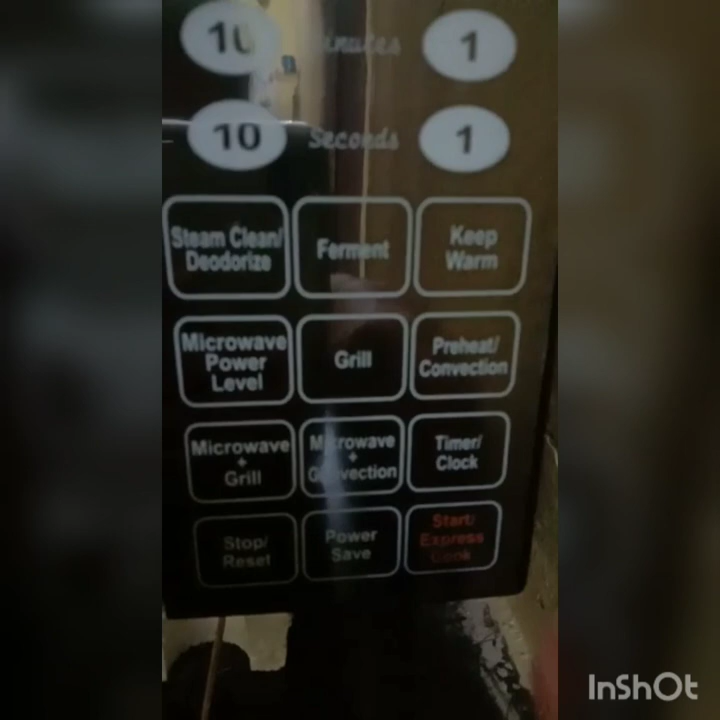 10 Minutes 1
10 Seconds 1
Steam Clean/
Deodorize
Ferment
Keep
Warm
Microwave
Power
Level
Grill
Preheat/
Convection
Microwave
+
Grill
Microwave
+
Convection
Timer/
Clock
Stop/
Reset
Power
Save
Start/
Express
Cook
InShOt